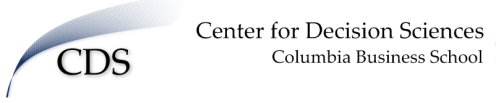 CDS
Center for Decision Sciences
Columbia Business School